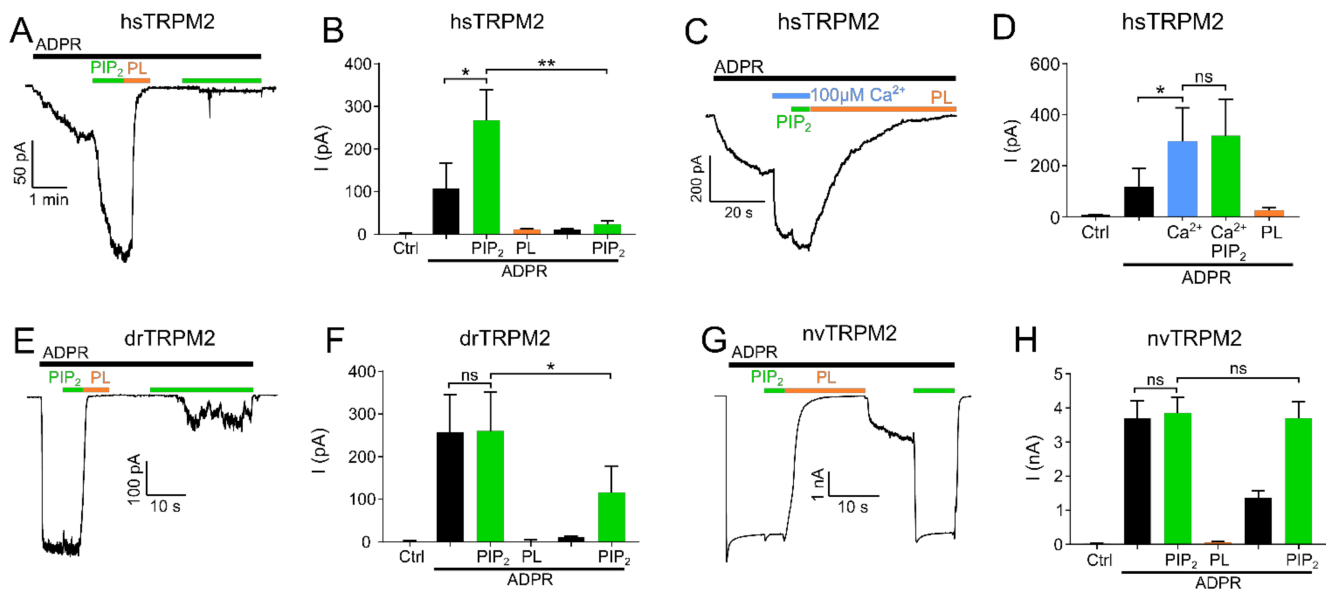 A
hsTRPM2
ADPR
PIP₂ PL
50 pA
1 min
B
hsTRPM2
I (pA)
400
300
200
100
0
*
**
Ctrl PIP₂ PL PIP₂
ADPR
C
hsTRPM2
ADPR
100µM Ca²⁺ PL
PIP₂
200 pA
20 s
D
hsTRPM2
I (pA)
600
400
200
0
*
ns
Ctrl Ca²⁺ Ca²⁺ PL
PIP₂
ADPR
E
drTRPM2
ADPR
PIP₂ PL
100 pA
10 s
F
drTRPM2
I (pA)
400
300
200
100
0
ns
*
Ctrl PIP₂ PL PIP₂
ADPR
G
nvTRPM2
ADPR
PIP₂ PL
1 nA
10 s
H
nvTRPM2
I (nA)
5
4
3
2
1
0
ns
ns
Ctrl PIP₂ PL PIP₂
ADPR